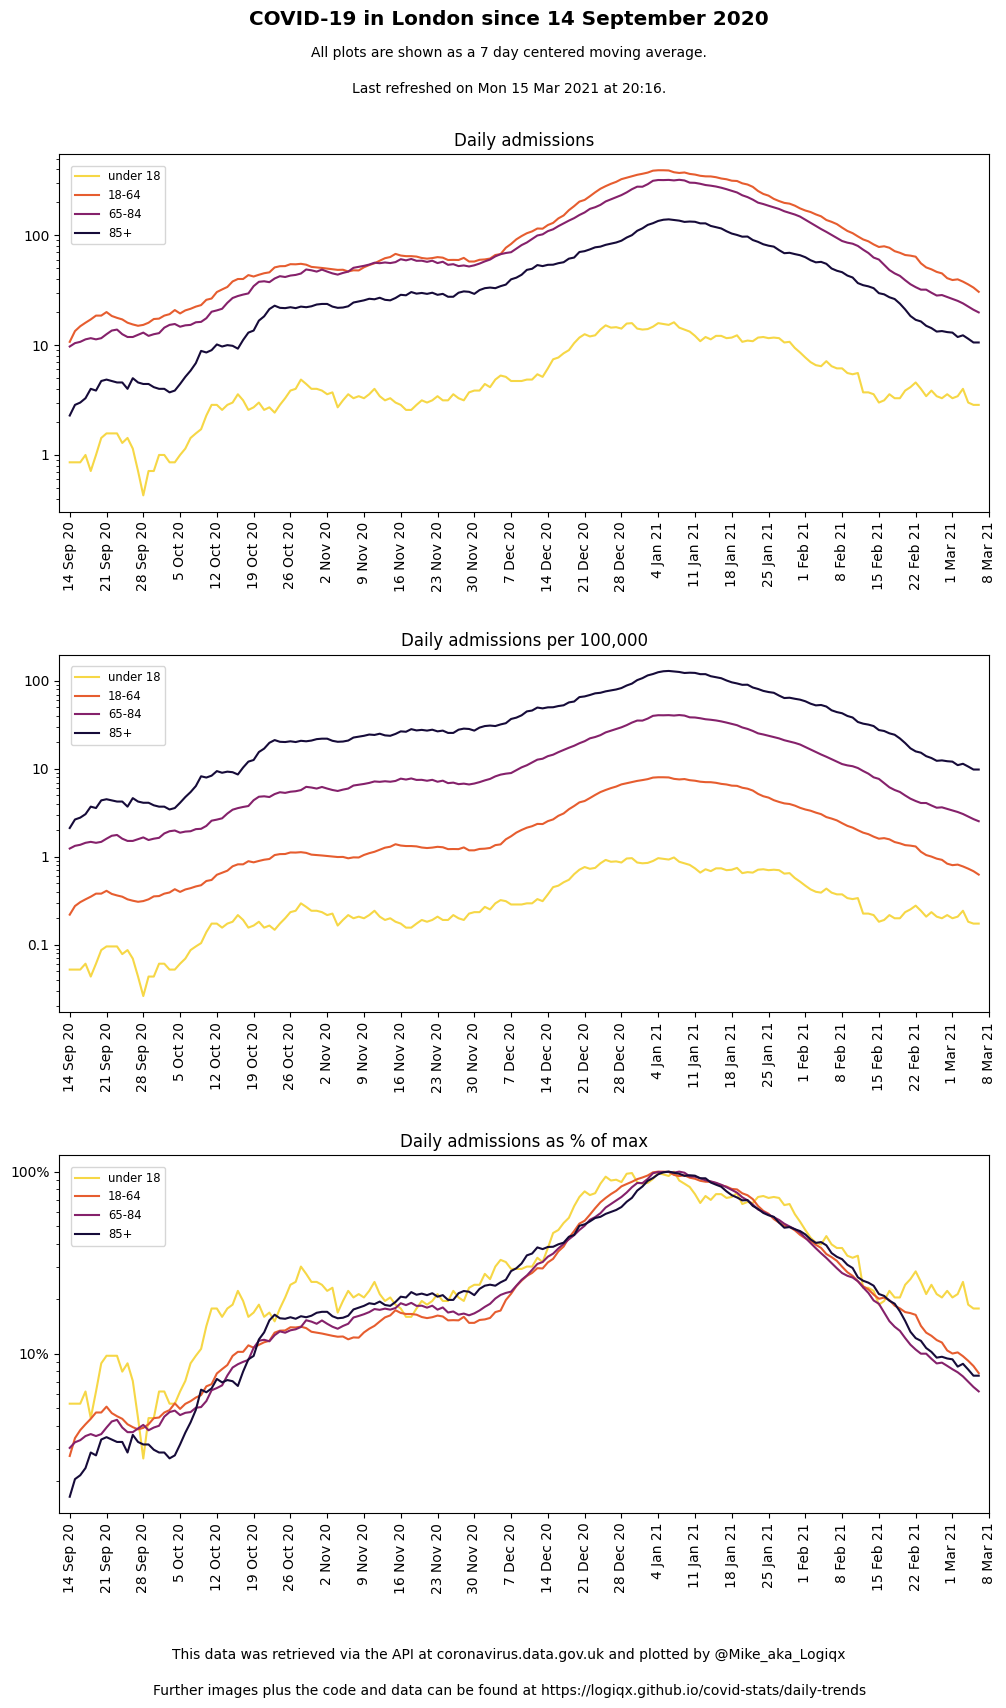 COVID-19 in London since 14 September 2020
All plots are shown as a 7 day centered moving average.
Last refreshed on Mon 15 Mar 2021 at 20:16.
Daily admissions
under 18
18-64
65-84
85+
100
10
1
14 Sep 20
21 Sep 20
28 Sep 20
5 Oct 20
12 Oct 20
19 Oct 20
26 Oct 20
2 Nov 20
9 Nov 20
16 Nov 20
23 Nov 20
30 Nov 20
7 Dec 20
14 Dec 20
21 Dec 20
28 Dec 20
4 Jan 21
11 Jan 21
18 Jan 21
25 Jan 21
1 Feb 21
8 Feb 21
15 Feb 21
22 Feb 21
1 Mar 21
8 Mar 21
Daily admissions per 100,000
under 18
18-64
65-84
85+
100
10
1
0.1
14 Sep 20
21 Sep 20
28 Sep 20
5 Oct 20
12 Oct 20
19 Oct 20
26 Oct 20
2 Nov 20
9 Nov 20
16 Nov 20
23 Nov 20
30 Nov 20
7 Dec 20
14 Dec 20
21 Dec 20
28 Dec 20
4 Jan 21
11 Jan 21
18 Jan 21
25 Jan 21
1 Feb 21
8 Feb 21
15 Feb 21
22 Feb 21
1 Mar 21
8 Mar 21
Daily admissions as % of max
under 18
18-64
65-84
85+
100%
10%
14 Sep 20
21 Sep 20
28 Sep 20
5 Oct 20
12 Oct 20
19 Oct 20
26 Oct 20
2 Nov 20
9 Nov 20
16 Nov 20
23 Nov 20
30 Nov 20
7 Dec 20
14 Dec 20
21 Dec 20
28 Dec 20
4 Jan 21
11 Jan 21
18 Jan 21
25 Jan 21
1 Feb 21
8 Feb 21
15 Feb 21
22 Feb 21
1 Mar 21
8 Mar 21
This data was retrieved via the API at coronavirus.data.gov.uk and plotted by @Mike_aka_Logiqx
Further images plus the code and data can be found at https://logiqx.github.io/covid-stats/daily-trends